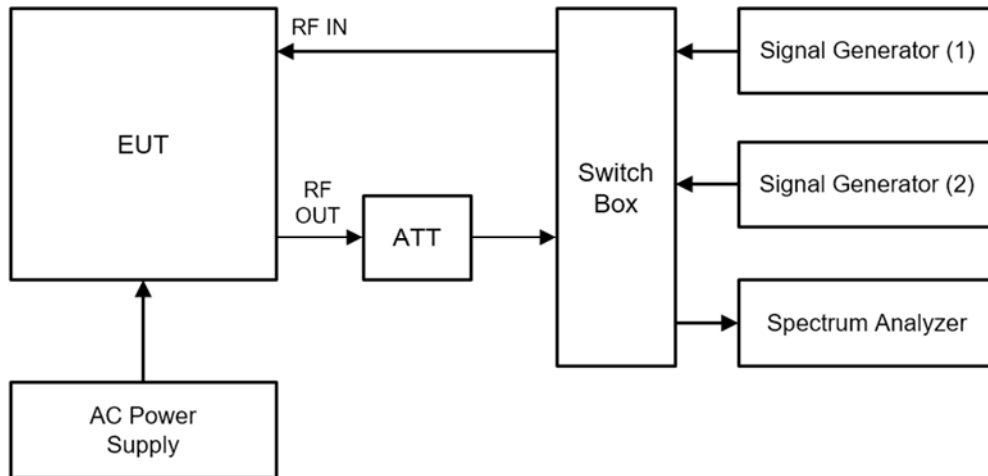 RF IN
EUT
RF
OUT
ATT
Switch
Box
Signal Generator (1)
Signal Generator (2)
Spectrum Analyzer
AC Power
Supply